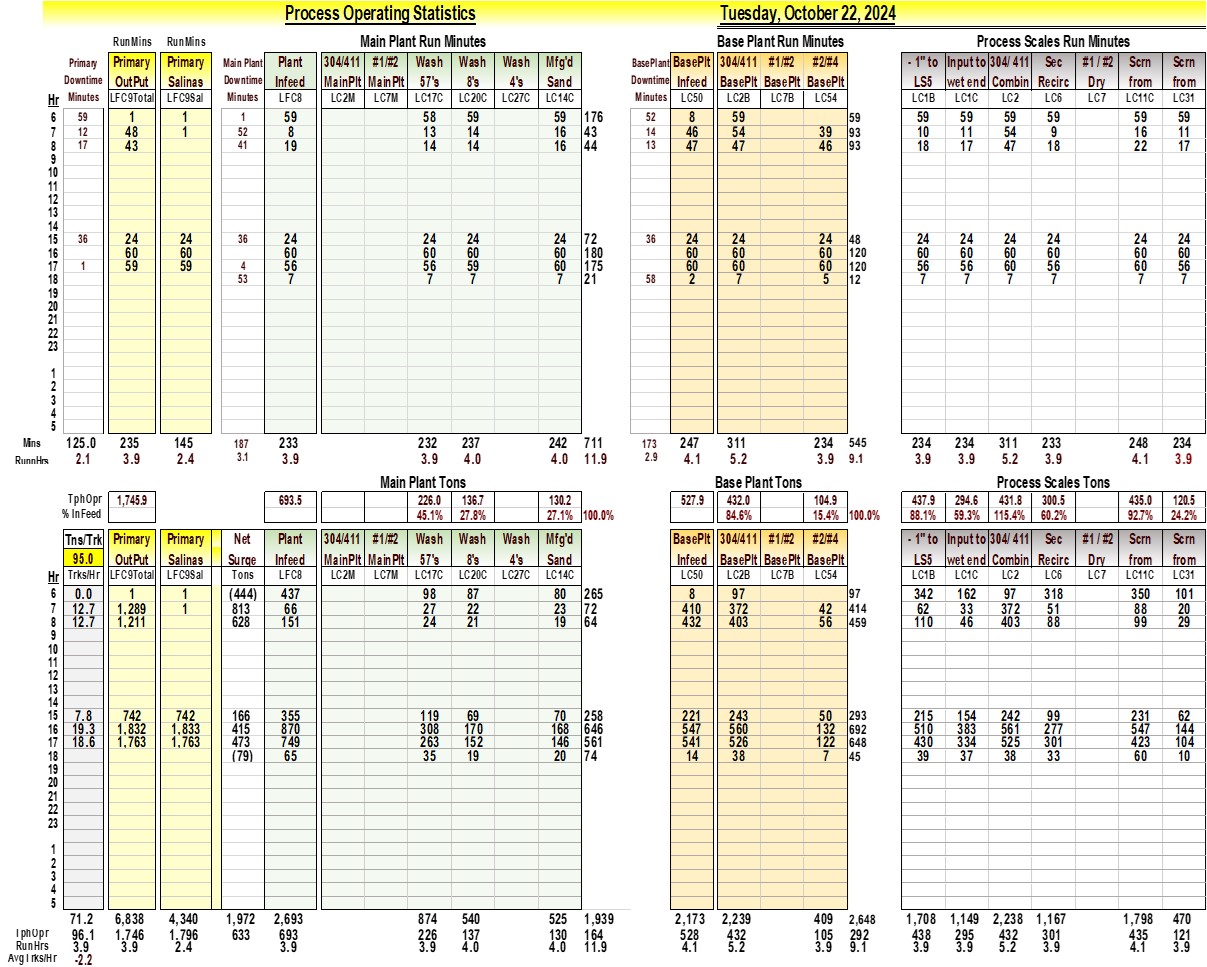 Process Operating Statistics Tuesday, October 22, 2024
RunMins RunMins Main Plant Run Minutes Base Plant Run Minutes Process Scales Run Minutes
Primary Primary Primary Main Plant Plant 304/411 #1/#2 Wash Wash Wash Mfg'd BasePlant BasePlt 304/411 #1/#2 #2/#4 - 1" to Input to 304/ 411 Sec #1 / #2 Scrn Scrn
Downtime OutPut Salinas Downtime Infeed MainPlt MainPlt 57's 8's 4's Sand Downtime Infeed BasePlt BasePlt BasePlt LS5 wet end Combin Recirc Dry from from
Hr Minutes LFC9Total LFC9Sal Minutes LFC8 LC2M LC7M LC17C LC20C LC27C LC14C Minutes LC50 LC2B LC7B LC54 LC1B LC1C LC2 LC6 LC7 LC11C LC31
6 59 1 1 1 59 58 59 59 176 52 8 59 59 59 59 59 59 59 59
7 12 48 1 52 8 13 14 16 43 14 46 54 39 93 10 11 54 9 16 11
8 17 43 41 19 14 14 16 44 13 47 47 46 93 18 17 47 18 22 17
9
10
11
12
13
14
15 36 24 24 36 24 24 24 24 72 36 24 24 24 48 24 24 24 24 24 24
16 60 60 60 60 60 60 180 60 60 60 120 60 60 60 60 60 60
17 1 59 59 4 56 56 59 60 175 60 60 60 120 56 56 60 56 60 56
18 53 7 7 7 7 21 58 2 7 5 12 7 7 7 7 7 7
19
20
21
22
23
1
2
3
4
5
Mins 125.0 235 145 187 233 232 237 242 711 173 247 311 234 545 234 234 311 233 248 234
RunnHrs 2.1 3.9 2.4 3.1 3.9 3.9 4.0 4.0 11.9 2.9 4.1 5.2 3.9 9.1 3.9 3.9 5.2 3.9 4.1 3.9
Main Plant Tons Base Plant Tons Process Scales Tons
TphOpr 1,745.9 693.5 226.0 136.7 130.2 527.9 432.0 104.9 437.9 294.6 431.8 300.5 435.0 120.5
% InFeed 45.1% 27.8% 27.1% 100.0% 84.6% 15.4% 100.0% 88.1% 59.3% 115.4% 60.2% 92.7% 24.2%
Tns/Trk Primary Primary Net Plant 304/411 #1/#2 Wash Wash Wash Mfg'd BasePlt 304/411 #1/#2 #2/#4 - 1" to Input to 304/ 411 Sec #1 / #2 Scrn Scrn
95.0 OutPut Salinas Surge Infeed MainPlt MainPlt 57's 8's 4's Sand Infeed BasePlt BasePlt BasePlt LS5 wet end Combin Recirc Dry from from
Hr Trks/Hr LFC9Total LFC9Sal Tons LFC8 LC2M LC7M LC17C LC20C LC27C LC14C LC50 LC2B LC7B LC54 LC1B LC1C LC2 LC6 LC7 LC11C LC31
6 0.0 1 1 (444) 437 98 87 80 265 8 97 97 342 162 97 318 350 101
7 12.7 1,289 1 813 66 27 22 23 72 410 372 42 414 62 33 372 51 88 20
8 12.7 1,211 628 151 24 21 19 64 432 403 56 459 110 46 403 88 99 29
9
10
11
12
13
14
15 7.8 742 742 166 355 119 69 70 258 221 243 50 293 215 154 242 99 231 62
16 19.3 1,832 1,833 415 870 308 170 168 646 547 560 132 692 510 383 561 277 547 144
17 18.6 1,763 1,763 473 749 263 152 146 561 541 526 122 648 430 334 525 301 423 104
18 (79) 65 35 19 20 74 14 38 7 45 39 37 38 33 60 10
19
20
21
22
23
1
2
3
4
5
71.2 6,838 4,340 1,972 2,693 874 540 525 1,939 2,173 2,239 409 2,648 1,708 1,149 2,238 1,167 1,798 470
TphOpr 96.1 1,746 1,796 633 693 226 137 130 164 528 432 105 292 438 295 432 301 435 121
RunHrs 3.9 3.9 2.4 3.9 3.9 4.0 4.0 11.9 4.1 5.2 3.9 9.1 3.9 3.9 5.2 3.9 4.1 3.9
AvgTrks/Hr -2.2